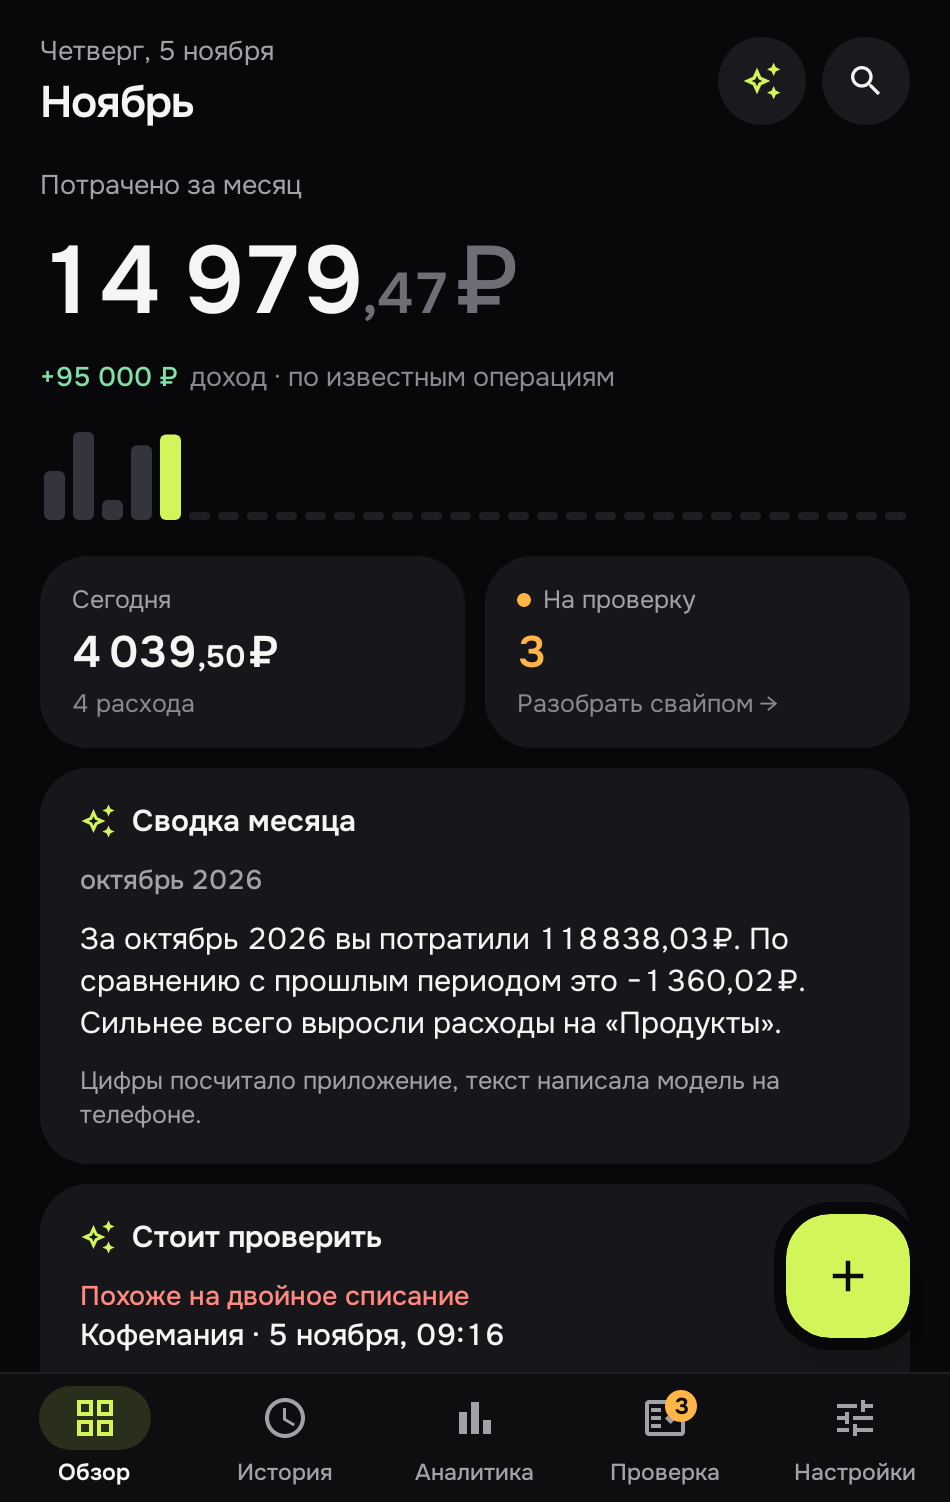 Четверг, 5 ноября
Ноябрь
Потрачено за месяц
14 979,47 ₽
+95 000 ₽ доход · по известным операциям
Сегодня
4 039,50 ₽
4 расхода
На проверку
3
Разобрать свайпом →
Сводка месяца
октябрь 2026
За октябрь 2026 вы потратили 118 838,03 ₽. По
сравнению с прошлым периодом это −1 360,02 ₽.
Сильнее всего выросли расходы на «Продукты».
Цифры посчитало приложение, текст написала модель на
телефоне.
Стоит проверить
Похоже на двойное списание
Кофемания · 5 ноября, 09:16
+
3
Обзор
История
Аналитика
Проверка
Настройки